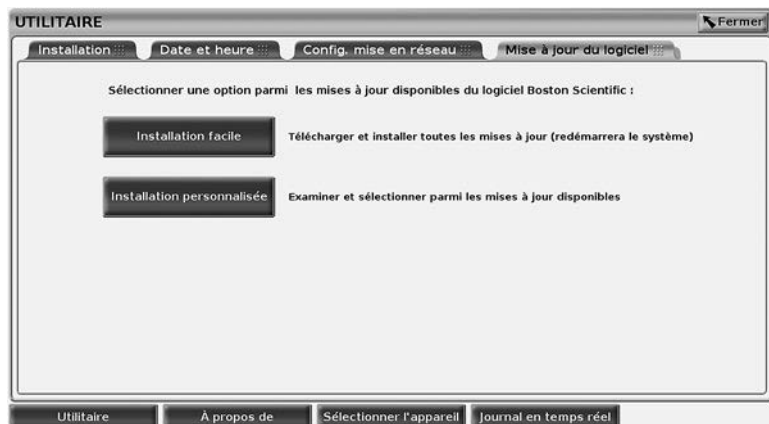 UTILITAIRE
Fermer
Installation
Date et heure
Config. mise en réseau
Mise à jour du logiciel
Sélectionner une option parmi les mises à jour disponibles du logiciel Boston Scientific :
Installation facile
Télécharger et installer toutes les mises à jour (redémarrera le système)
Installation personnalisée
Examiner et sélectionner parmi les mises à jour disponibles
Utilitaire
À propos de
Sélectionner l'appareil
Journal en temps réel